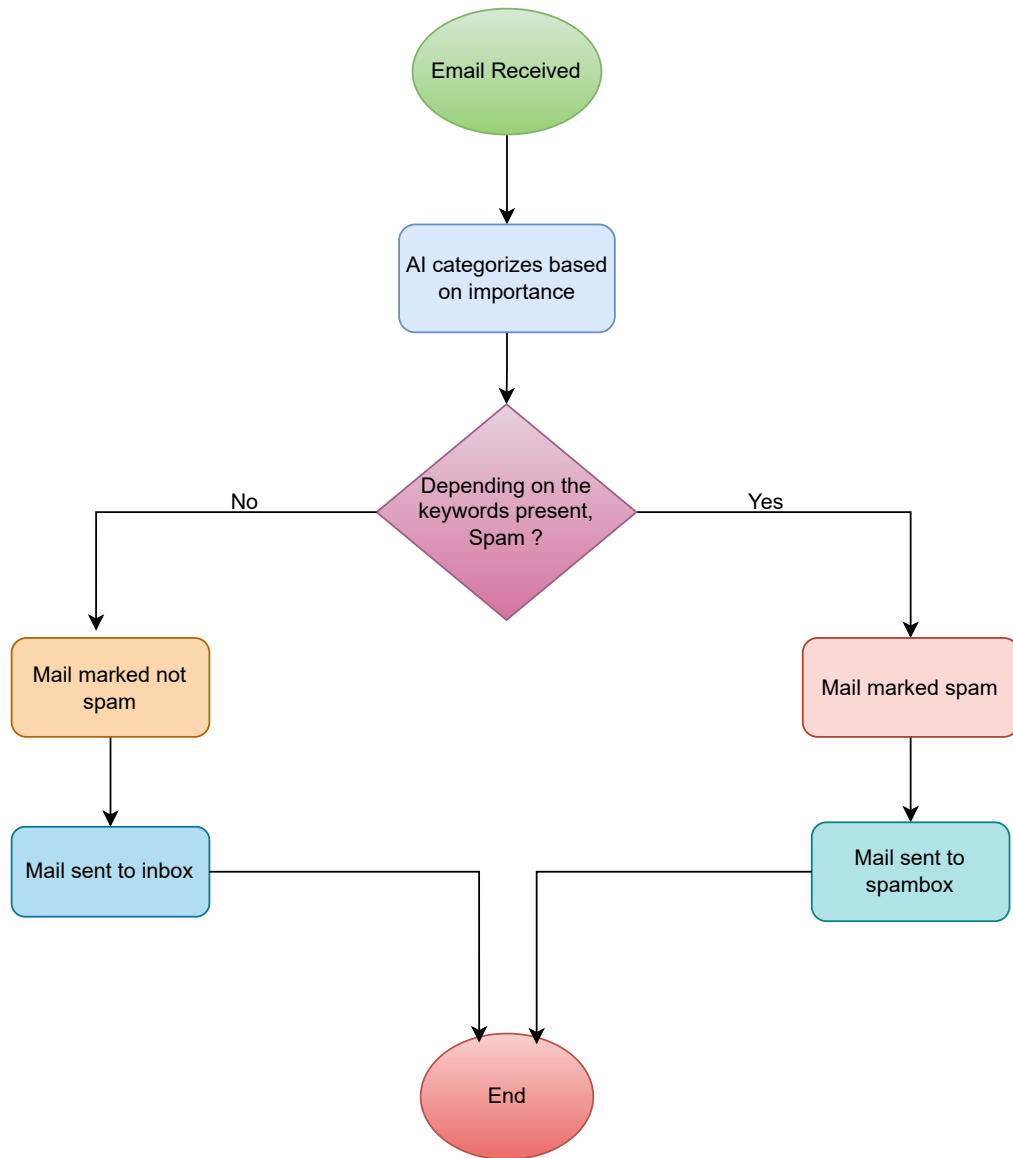 Email Received
AI categorizes based
on importance
Depending on the
keywords present,
Spam ?
No
Yes
Mail marked not
spam
Mail marked spam
Mail sent to inbox
Mail sent to
spambox
End